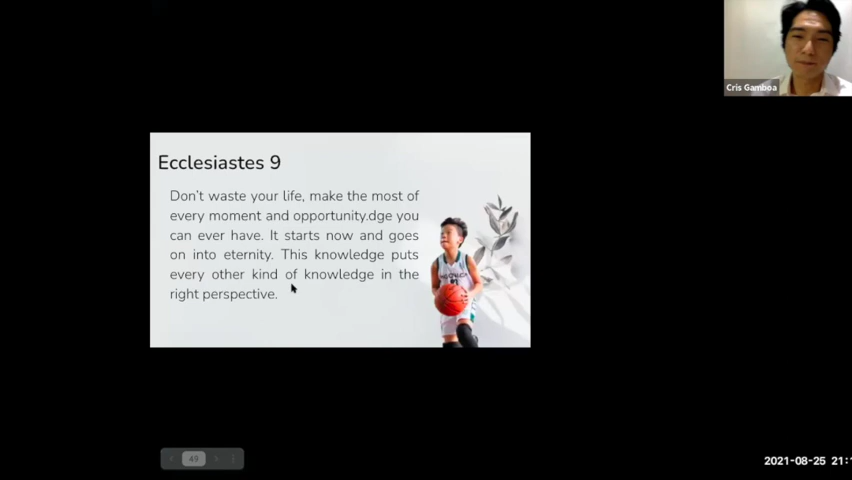 Cris Gamboa
Ecclesiastes 9
Don't waste your life, make the most of
every moment and opportunity.dge you
can ever have. It starts now and goes
on into eternity. This knowledge puts
every other kind of knowledge in the
right perspective.
49
2021-08-25 21:1